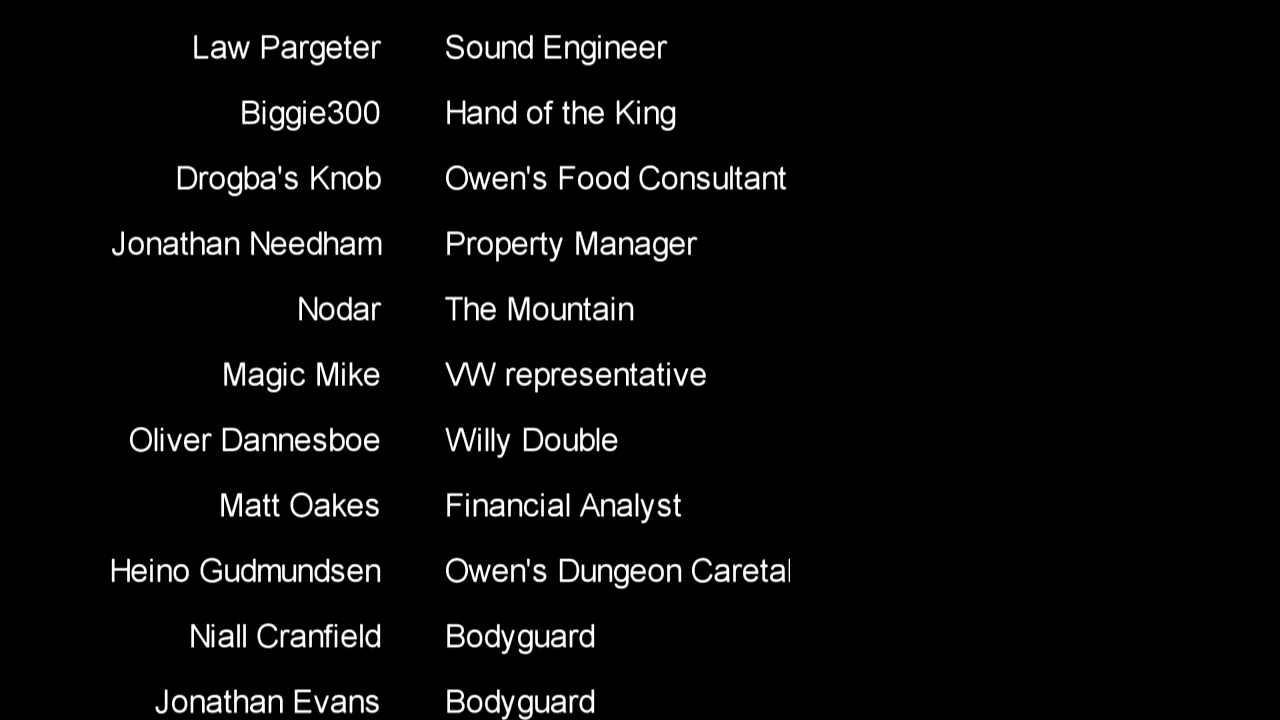 Law Pargeter Sound Engineer
Biggie300 Hand of the King
Drogba's Knob Owen's Food Consultant
Jonathan Needham Property Manager
Nodar The Mountain
Magic Mike VW representative
Oliver Dannesboe Willy Double
Matt Oakes Financial Analyst
Heino Gudmundsen Owen's Dungeon
Niall Cranfield Bodyguard
Jonathan Evans Bodyguard